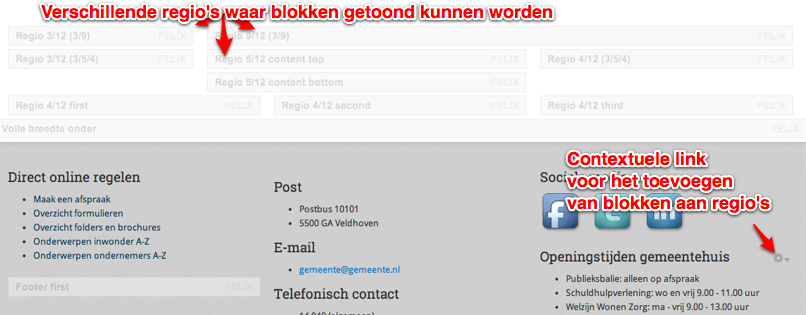 Verschillende regio's waar blokken getoond kunnen worden
Regio 3/12 (3/9) FELIX
Regio 9/12 (3/9) FELIX
Regio 3/12 (3/5/4) FELIX
Regio 5/12 content top FELIX
Regio 4/12 (3/5/4) FELIX
Regio 5/12 content bottom FELIX
Regio 4/12 first FELIX
Regio 4/12 second FELIX
Regio 4/12 third FELIX
Volle breedte onder FELIX
Direct online regelen
Maak een afspraak
Overzicht formulieren
Overzicht folders en brochures
Onderwerpen inwonder A-Z
Onderwerpen ondernemers A-Z
Footer first FELIX
Post
Postbus 10101
5500 GA Veldhoven
E-mail
gemeente@gemeente.nl
Telefonisch contact
14 040 (algemeen)
Contextuele link
voor het toevoegen
van blokken aan regio's
Openingstijden gemeentehuis
Publieksbalie: alleen op afspraak
Schuldhulpverlening: wo en vrij 9.00 - 11.00 uur
Welzijn Wonen Zorg: ma - vrij 9.00 - 13.00 uur